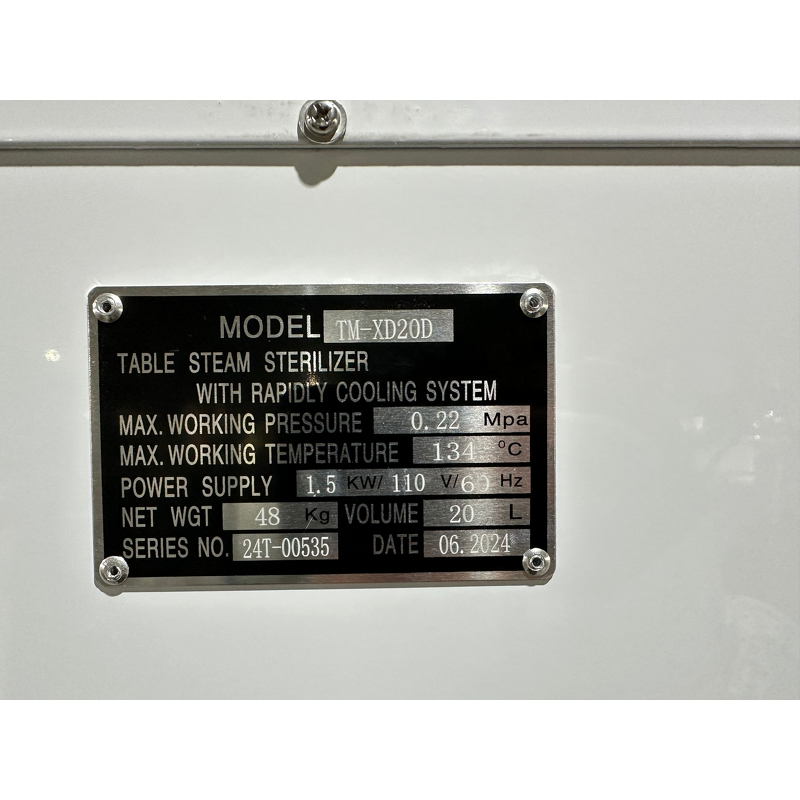 MODEL TM-XD20D
TABLE STEAM STERILIZER
WITH RAPIDLY COOLING SYSTEM
MAX. WORKING PRESSURE 0.22 Mpa
MAX. WORKING TEMPERATURE 134 °C
POWER SUPPLY 1.5 KW/ 110 V/60 Hz
NET WGT 48 Kg VOLUME 20 L
SERIES NO. 24T-00535 DATE 06.2024